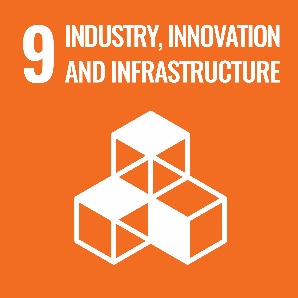 9 INDUSTRY, INNOVATION
AND INFRASTRUCTURE